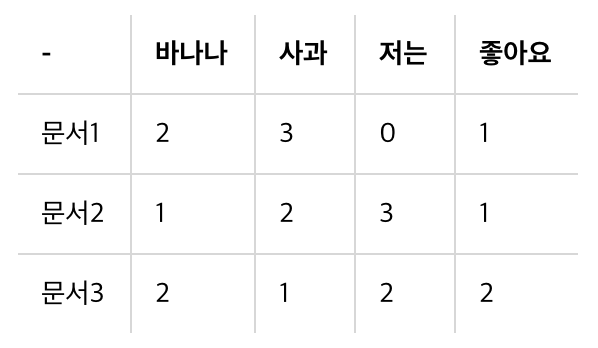 - 바나나 사과 저는 좋아요
문서1 2 3 0 1
문서2 1 2 3 1
문서3 2 1 2 2